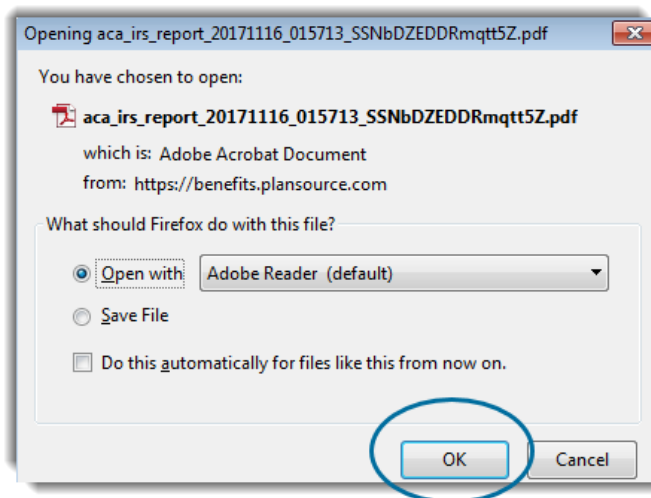 Opening aca_irs_report_20171116_015713_SSNbDZEDDRmqtt5Z.pdf
You have chosen to open:
aca_irs_report_20171116_015713_SSNbDZEDDRmqtt5Z.pdf
which is: Adobe Acrobat Document
from: https://benefits.plansource.com
What should Firefox do with this file?
Open with Adobe Reader (default)
Save File
Do this automatically for files like this from now on.
OK Cancel